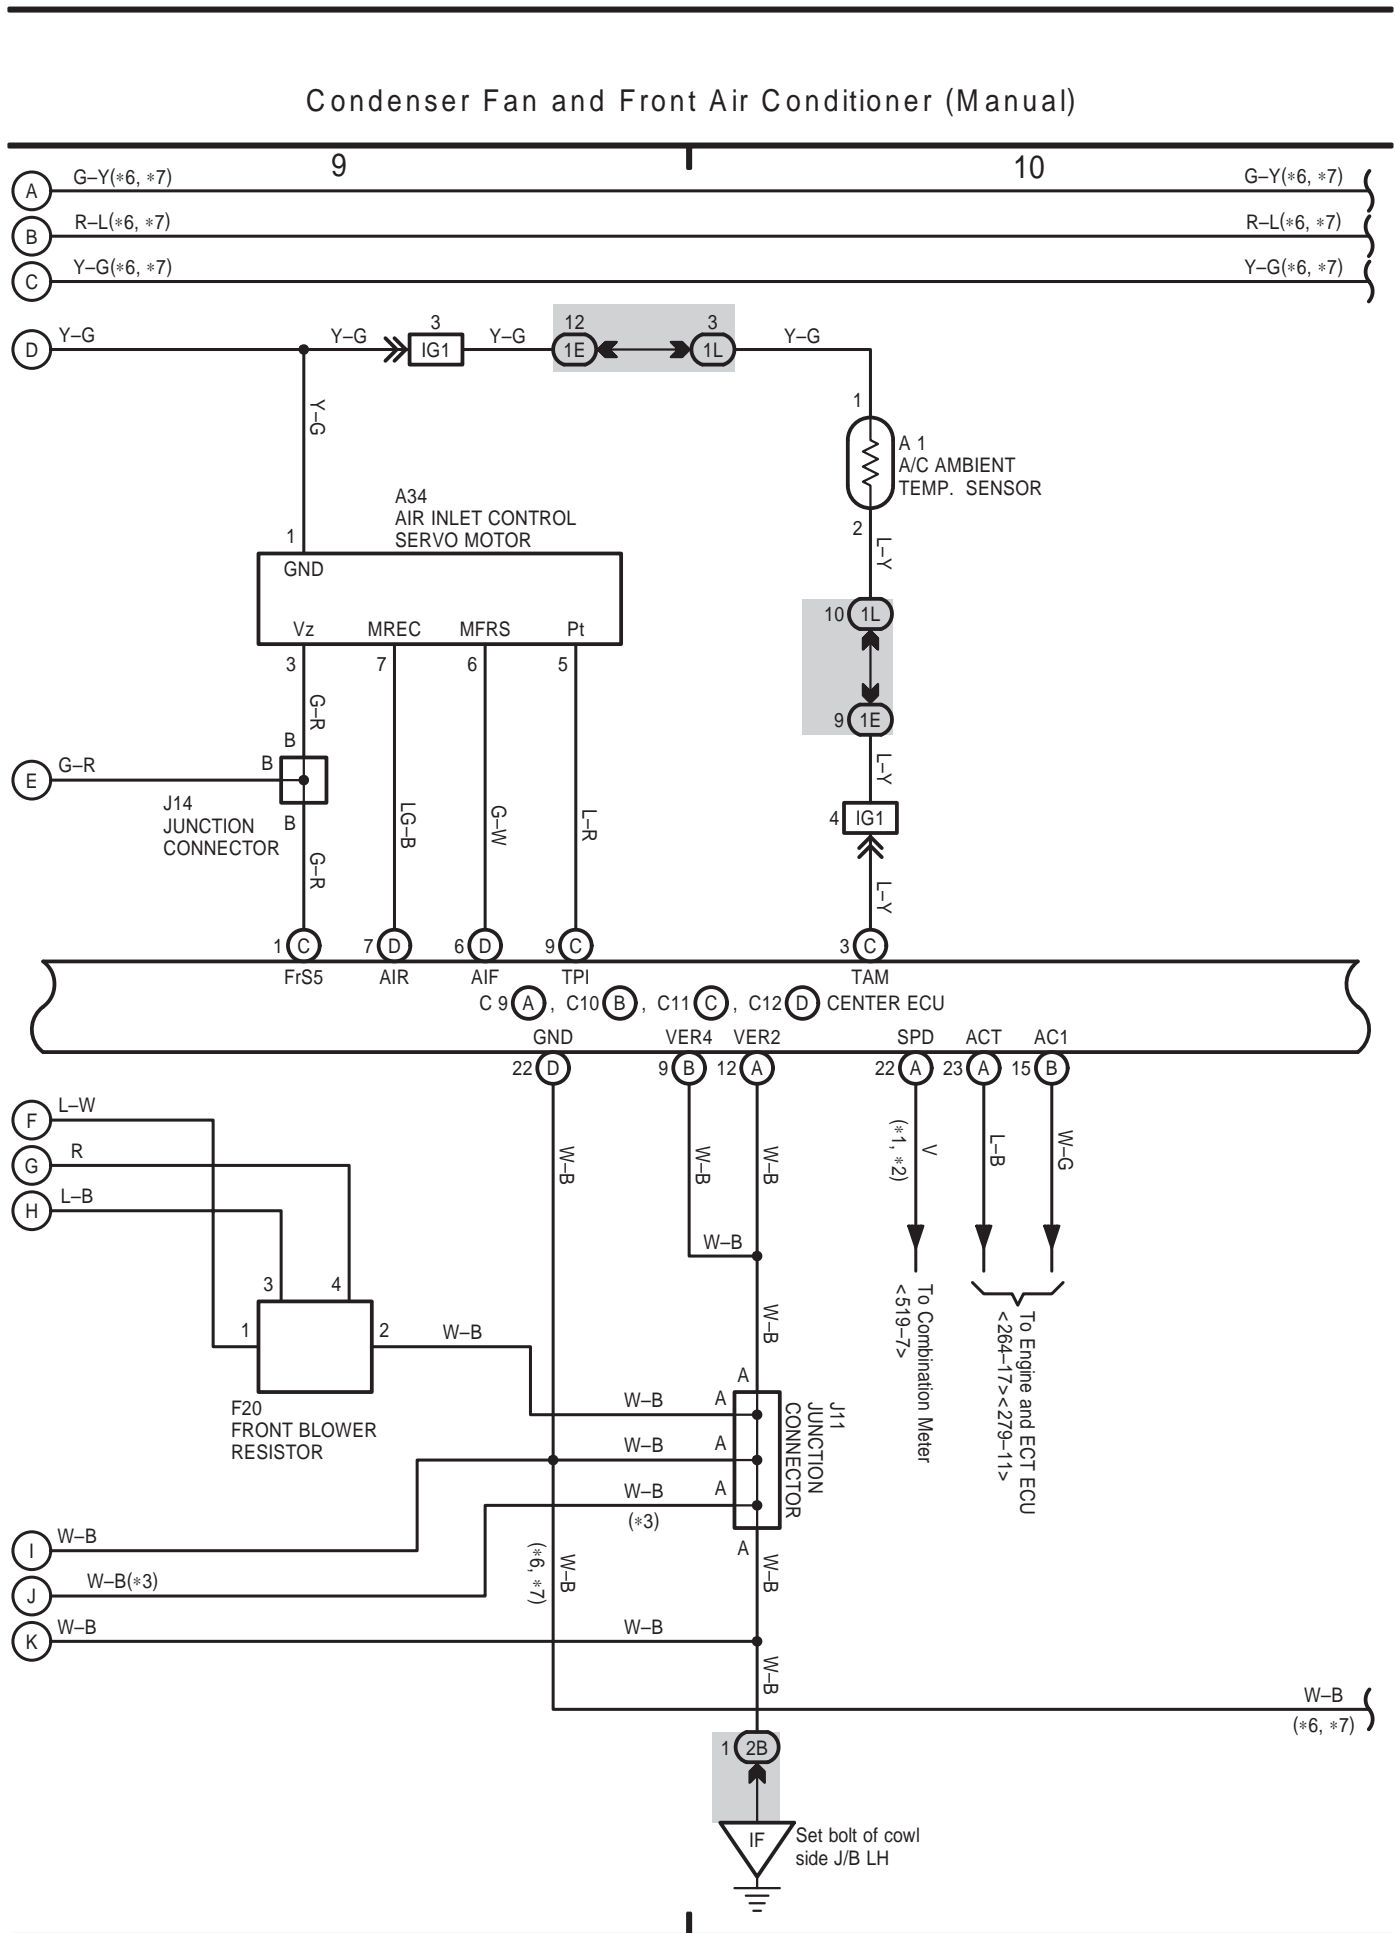 Condenser Fan and Front Air Conditioner (Manual)
9
10
A
G–Y(∗6, ∗7)
G–Y(∗6, ∗7)
B
R–L(∗6, ∗7)
R–L(∗6, ∗7)
C
Y–G(∗6, ∗7)
Y–G(∗6, ∗7)
D
Y–G
Y–G
3
IG1
Y–G
12
1E
3
1L
Y–G
Y–G
1
A 1
A/C AMBIENT
TEMP. SENSOR
2
L–Y
A34
AIR INLET CONTROL
SERVO MOTOR
1
GND
Vz
MREC
MFRS
Pt
3
7
6
5
10
1L
9
1E
L–Y
4
IG1
L–Y
G–R
B
B
E
G–R
J14
JUNCTION
CONNECTOR
B
G–R
LG–B
G–W
L–R
1
C
7
D
6
D
9
C
3
C
FrS5
AIR
AIF
TPI
TAM
C 9 A , C10 B , C11 C , C12 D CENTER ECU
GND
VER4
VER2
SPD
ACT
AC1
22
D
9
B
12
A
22
A
23
A
15
B
F
L–W
G
R
H
L–B
W–B
W–B
W–B
V
(∗1, ∗2)
L–B
W–G
W–B
W–B
To Combination Meter
<519–7>
To Engine and ECT ECU
<264–17><279–11>
3
4
1
2
W–B
F20
FRONT BLOWER
RESISTOR
A
W–B
A
W–B
A
W–B
A
(∗3)
J11
JUNCTION
CONNECTOR
A
I
W–B
J
W–B(∗3)
K
W–B
W–B
(∗6, ∗7)
W–B
W–B
W–B
W–B
(∗6, ∗7)
1
2B
IF
Set bolt of cowl
side J/B LH